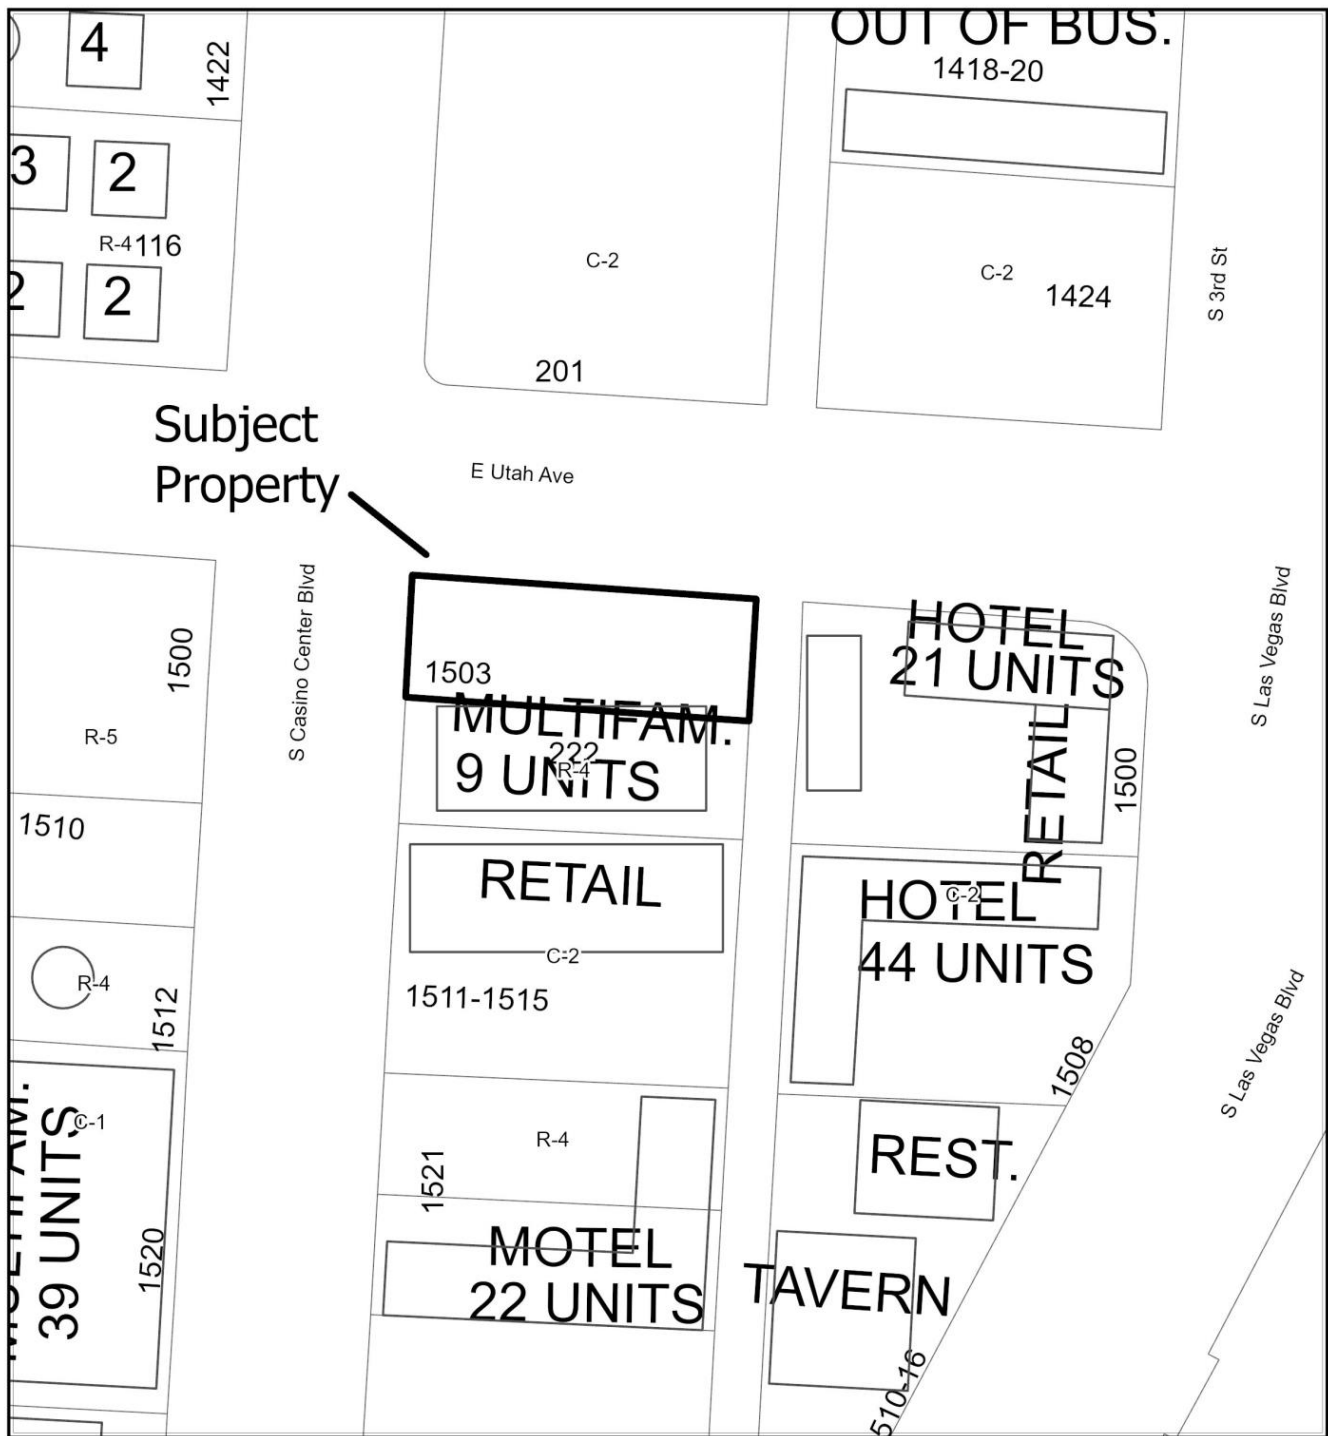 OUT OF BUS.
4
1422
1418-20
3
2
R-4
116
C-2
C-2
1424
S 3rd St
2
2
201
Subject
Property
E Utah Ave
S Casino Center Blvd
S Las Vegas Blvd
1500
R-5
1503
MULTIFAM.
222
R-4
9 UNITS
HOTEL
21 UNITS
RETAIL
1500
1510
RETAIL
C-2
1511-1515
HOTEL
C-2
44 UNITS
R-4
1512
1508
S Las Vegas Blvd
MULTIFAM.
39 UNITS
C-1
1520
R-4
1521
REST.
MOTEL
22 UNITS
TAVERN
510-16